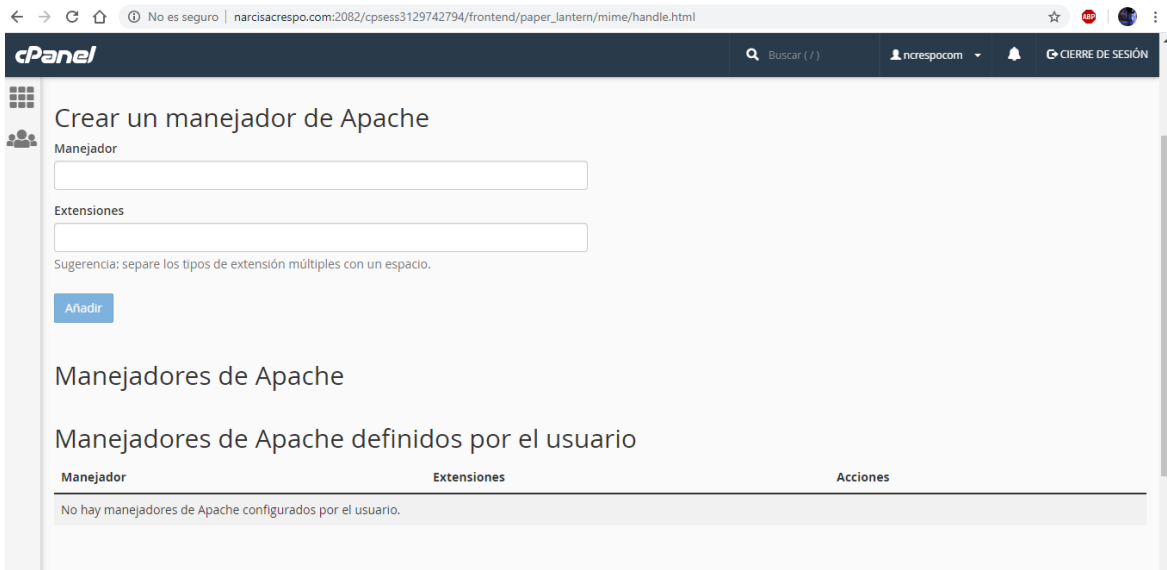 No es seguro | narcisacrespo.com:2082/cpsess3129742794/frontend/paper_lantern/mime/handle.html
ABP
cPanel
Buscar ( / )
ncrespocom
CIERRE DE SESIÓN
Crear un manejador de Apache
Manejador
Extensiones
Sugerencia: separe los tipos de extensión múltiples con un espacio.
Añadir
Manejadores de Apache
Manejadores de Apache definidos por el usuario
Manejador Extensiones Acciones
No hay manejadores de Apache configurados por el usuario.